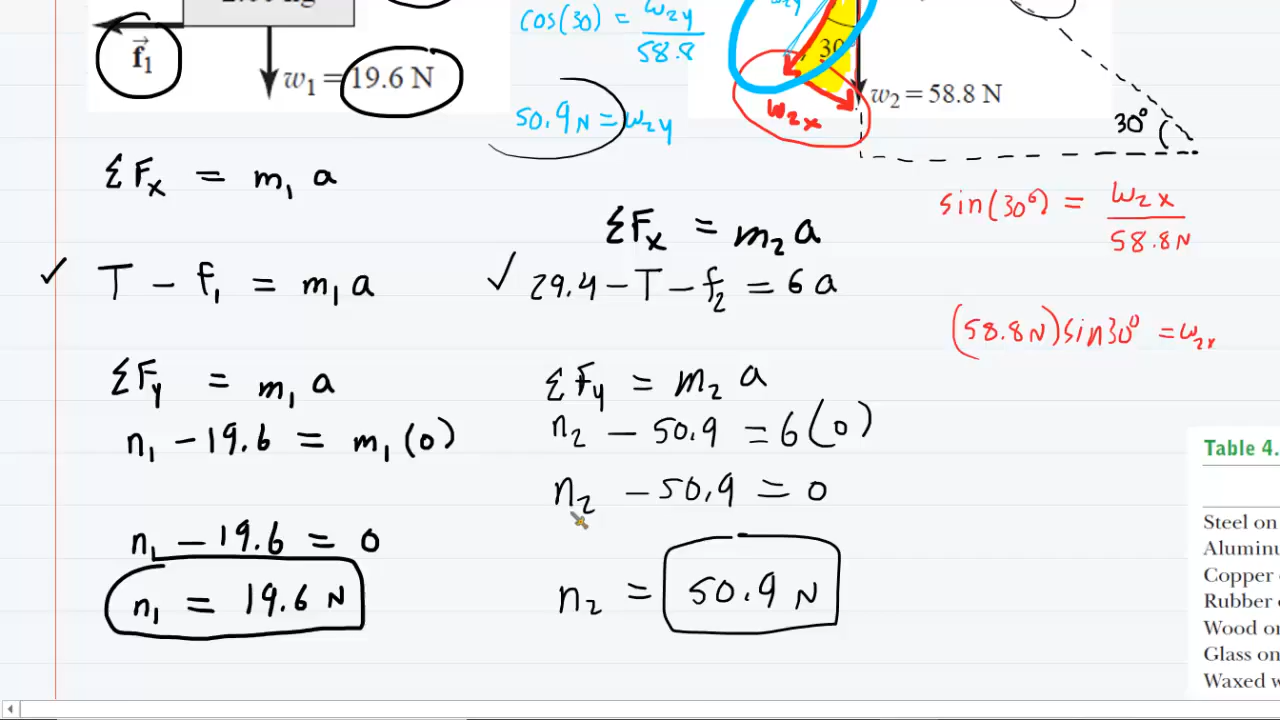 cos(30) = w2y
58.8
f⃗1
w1 = 19.6 N
30
w2 = 58.8 N
w2x
50.9N = w2y
30°
ΣFx = m1 a
sin(30°) = w2x
58.8N
ΣFx = m2 a
T - f1 = m1 a
29.4 - T - f2 = 6a
(58.8N) sin30° = w2x
ΣFy = m1 a
ΣFy = m2 a
n1 - 19.6 = m1(0)
n2 - 50.9 = 6(0)
Table 4.
n2 - 50.9 = 0
n1 - 19.6 = 0
n1 = 19.6 N
n2 = 50.9 N
Steel on
Aluminu
Copper
Rubber
Wood on
Glass on
Waxed w